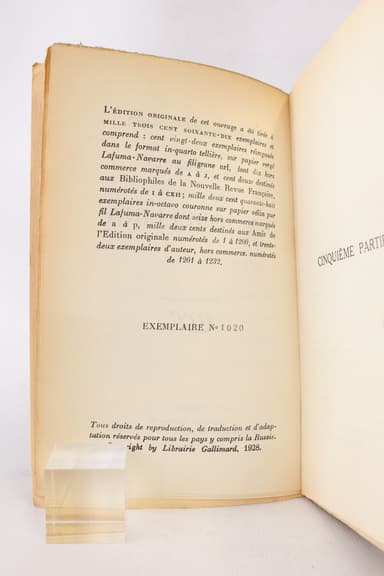 L'ÉDITION ORIGINALE de cet ouvrage a été tirée à
MILLE TROIS CENT SOIXANTE-DIX exemplaires et
comprend : cent vingt-deux exemplaires réimposés
dans le format in-quarto tellière, sur papier vergé
Lafuma-Navarre au filigrane nrf, dont dix hors
commerce marqués de A à J, et cent douze destinés
aux Bibliophiles de la Nouvelle Revue Française,
numérotés de I à CXII; mille deux cent quarante-huit
exemplaires in-octavo couronne sur papier vélin pur
fil Lafuma-Navarre dont seize hors commerce marqués
de a à p, mille deux cents destinés aux Amis de
l'Edition originale numérotés de 1 à 1200, et trente-
deux exemplaires d'auteur, hors commerce, numérotés
de 1201 à 1232.
EXEMPLAIRE No 1020
Tous droits de reproduction, de traduction et d'adap-
tation réservés pour tous les pays y compris la Russie.
by Librairie Gallimard, 1928.
CINQUIÈME PARTI